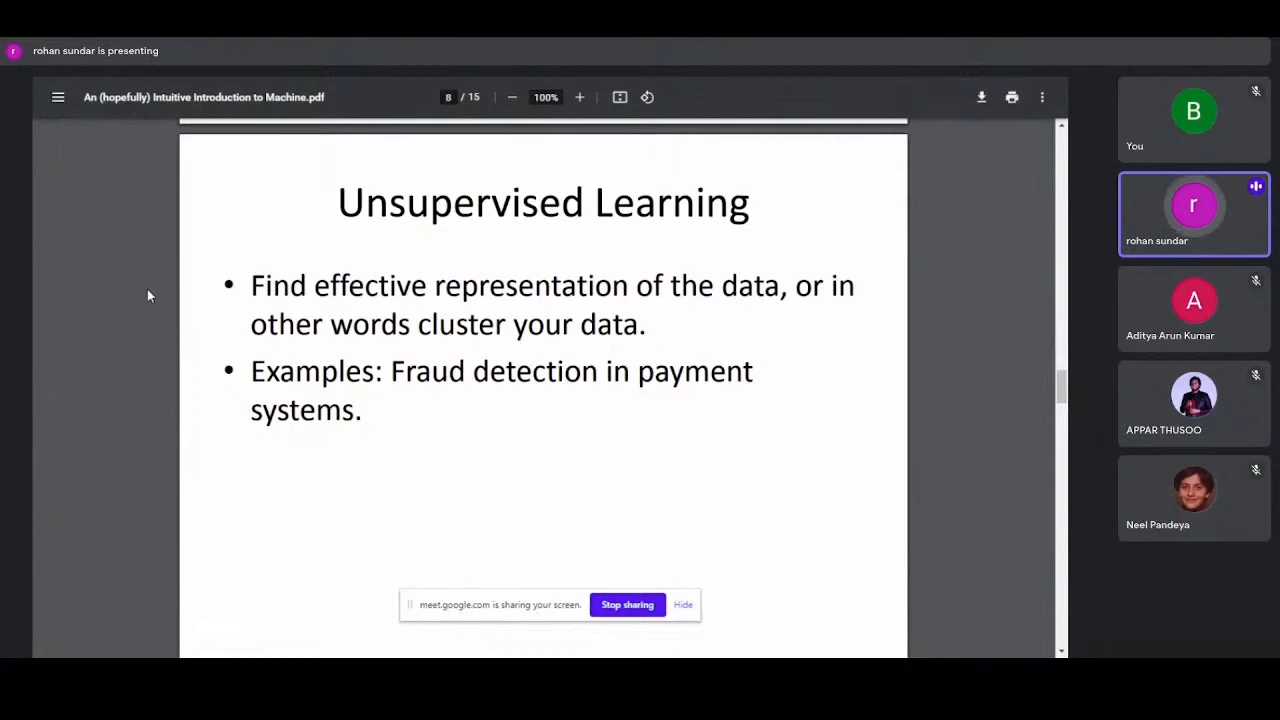 r rohan sundar is presenting
An (hopefully) Intuitive Introduction to Machine.pdf
8 / 15
100%
Unsupervised Learning
• Find effective representation of the data, or in
other words cluster your data.
• Examples: Fraud detection in payment
systems.
meet.google.com is sharing your screen. Stop sharing Hide
B
You
r
rohan sundar
A
Aditya Arun Kumar
APPAR THUSOO
Neel Pandeya